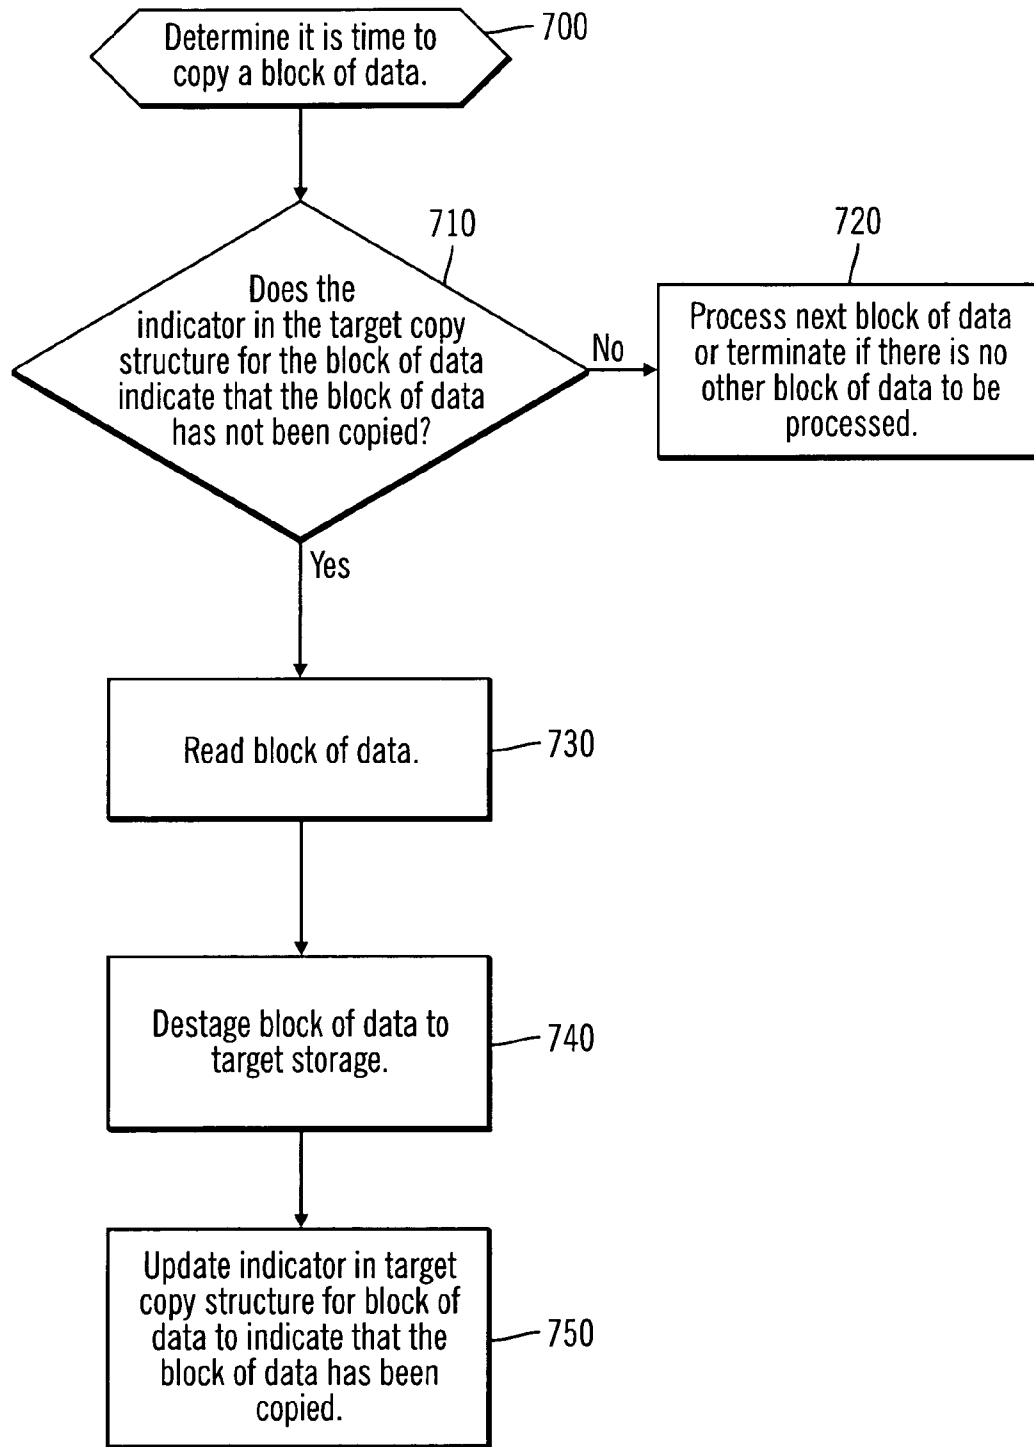 Determine it is time to
copy a block of data.
700
710
Does the
indicator in the target copy
structure for the block of data
indicate that the block of data
has not been copied?
No
720
Process next block of data
or terminate if there is no
other block of data to be
processed.
Yes
Read block of data.
730
Destage block of data to
target storage.
740
Update indicator in target
copy structure for block of
data to indicate that the
block of data has been
copied.
750